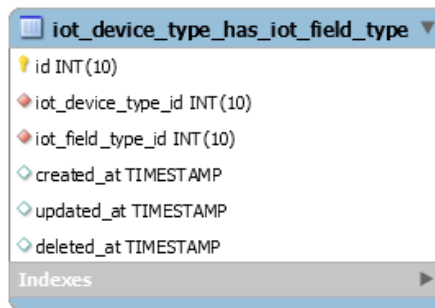 iot_device_type_has_iot_field_type
id INT(10)
iot_device_type_id INT(10)
iot_field_type_id INT(10)
created_at TIMESTAMP
updated_at TIMESTAMP
deleted_at TIMESTAMP
Indexes